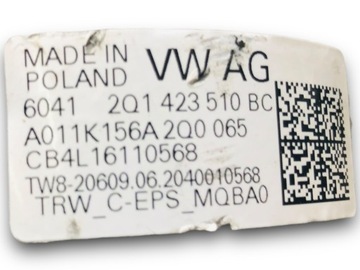 MADE IN
POLAND VW AG
6041 2Q1 423 510 BC
A011K156A 2Q0 065
CB4L16110568
TW8-20609.06.2040010568
TRW_C-EPS_MQBA0